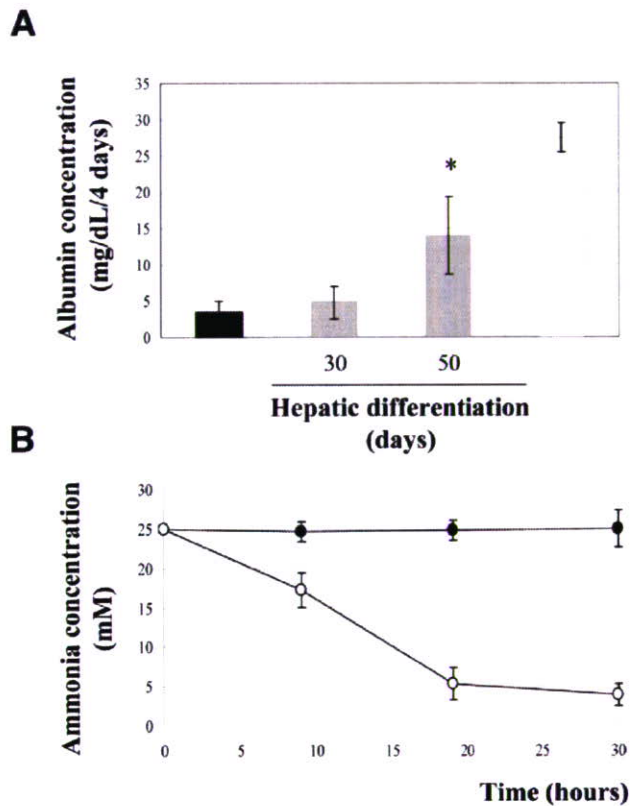 A
Albumin concentration
(mg/dL/4 days)
35
30
25
20
15
10
5
0
*
30 50
Hepatic differentiation
(days)
B
Ammonia concentration
(mM)
30
25
20
15
10
5
0
0 5 10 15 20 25 30
Time (hours)